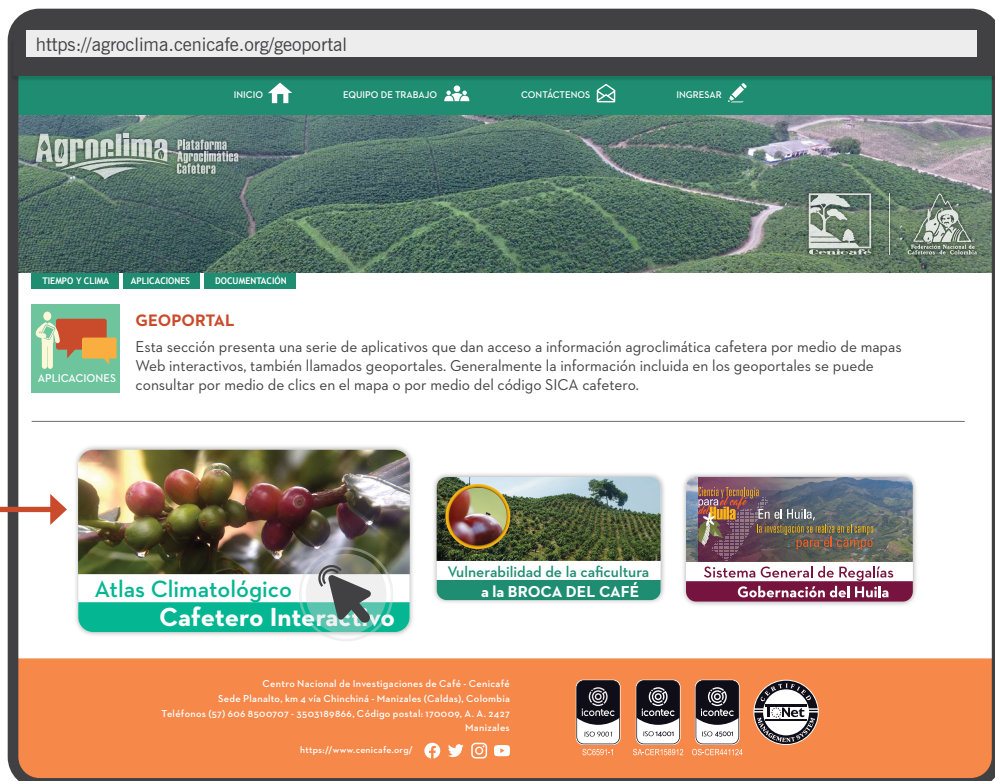 https://agroclima.cenicafe.org/geoportal
INICIO
EQUIPO DE TRABAJO
CONTÁCTENOS
INGRESAR
Agroclima
Plataforma
Agroclimática
Cafetera
Cenicafé
Federación Nacional de
Cafeteros de Colombia
TIEMPO Y CLIMA
APLICACIONES
DOCUMENTACIÓN
APLICACIONES
GEOPORTAL
Esta sección presenta una serie de aplicativos que dan acceso a información agroclimática cafetera por medio de mapas
Web interactivos, también llamados geoportales. Generalmente la información incluida en los geoportales se puede
consultar por medio de clics en el mapa o por medio del código SICA cafetero.
Atlas Climatológico
Cafetero Interactivo
Vulnerabilidad de la caficultura
a la BROCA DEL CAFÉ
Ciencia y Tecnología
para el café
del Huila
En el Huila,
la investigación se realiza en el campo
para el campo
Sistema General de Regalías
Gobernación del Huila
Centro Nacional de Investigaciones de Café - Cenicafé
Sede Planalto, km 4 vía Chinchiná - Manizales (Caldas), Colombia
Teléfonos (57) 606 8500707 - 3503189866, Código postal: 170009, A. A. 2427
Manizales
https://www.cenicafe.org/
icontec
ISO 9001
SC6591-1
icontec
ISO 14001
SA-CER158912
icontec
ISO 45001
OS-CER441124
CERTIFIED
IQNet
MANAGEMENT SYSTEM